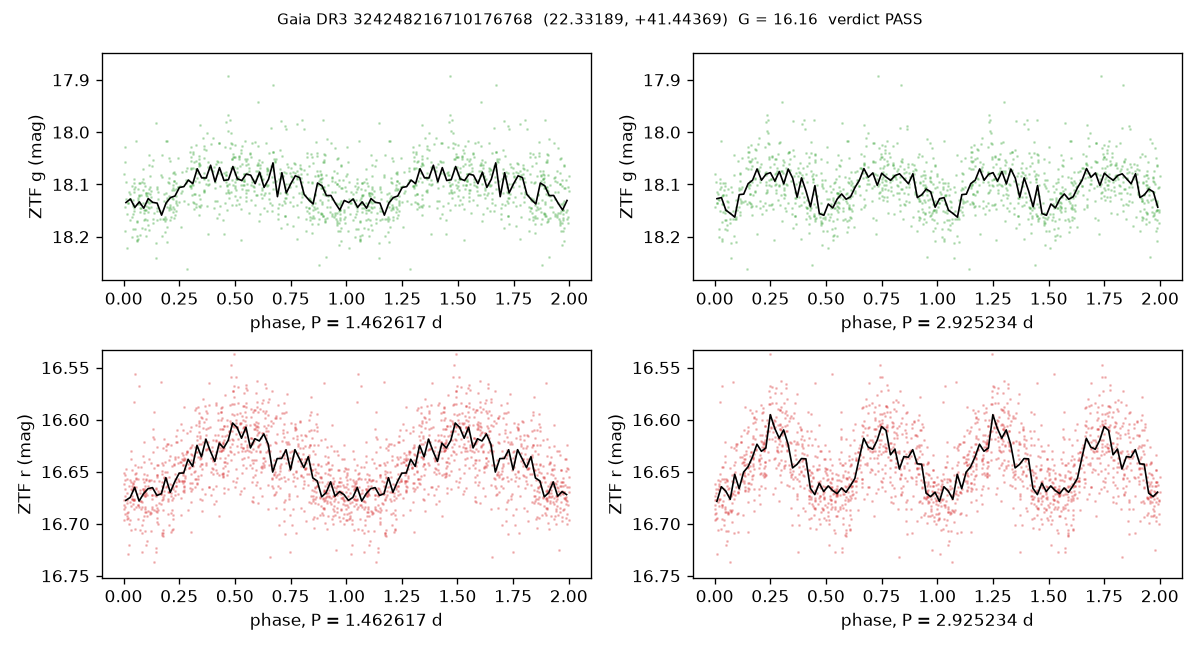 Gaia DR3 324248216710176768  (22.33189, +41.44369)  G = 16.16  verdict PASS
ZTF g (mag)
17.9
18.0
18.1
18.2
0.00 0.25 0.50 0.75 1.00 1.25 1.50 1.75 2.00
phase, P = 1.462617 d
ZTF g (mag)
17.9
18.0
18.1
18.2
0.00 0.25 0.50 0.75 1.00 1.25 1.50 1.75 2.00
phase, P = 2.925234 d
ZTF r (mag)
16.55
16.60
16.65
16.70
16.75
0.00 0.25 0.50 0.75 1.00 1.25 1.50 1.75 2.00
phase, P = 1.462617 d
ZTF r (mag)
16.55
16.60
16.65
16.70
16.75
0.00 0.25 0.50 0.75 1.00 1.25 1.50 1.75 2.00
phase, P = 2.925234 d